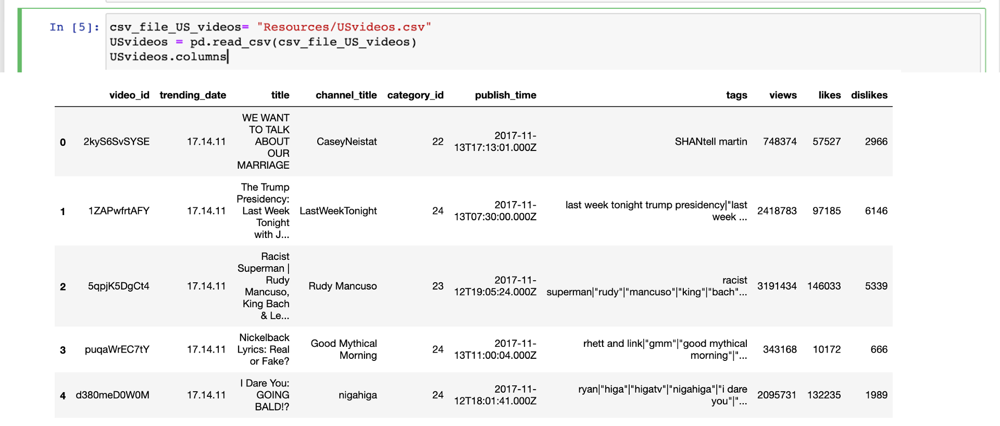 In [5]: csv_file_US_videos= "Resources/USvideos.csv"
USvideos = pd.read_csv(csv_file_US_videos)
USvideos.columns
video_id trending_date title channel_title category_id publish_time tags views likes dislikes
0 2kyS6SvSYSE 17.14.11 WE WANT
TO TALK
ABOUT
OUR
MARRIAGE CaseyNeistat 22 2017-11-
13T17:13:01.000Z SHANtell martin 748374 57527 2966
1 1ZAPwfrtAFY 17.14.11 The Trump
Presidency:
Last Week
Tonight
with J... LastWeekTonight 24 2017-11-
13T07:30:00.000Z last week tonight trump presidency|"last
week ... 2418783 97185 6146
2 5qpjK5DgCt4 17.14.11 Racist
Superman |
Rudy
Mancuso,
King Bach
& Le... Rudy Mancuso 23 2017-11-
12T19:05:24.000Z racist
superman|"rudy"|"mancuso"|"king"|"bach"... 3191434 146033 5339
3 puqaWrEC7tY 17.14.11 Nickelback
Lyrics: Real
or Fake? Good Mythical
Morning 24 2017-11-
13T11:00:04.000Z rhett and link|"gmm"|"good mythical
morning"|"... 343168 10172 666
4 d380meD0W0M 17.14.11 I Dare You:
GOING
BALD!? nigahiga 24 2017-11-
12T18:01:41.000Z ryan|"higa"|"higatv"|"nigahiga"|"i dare
you"|"... 2095731 132235 1989